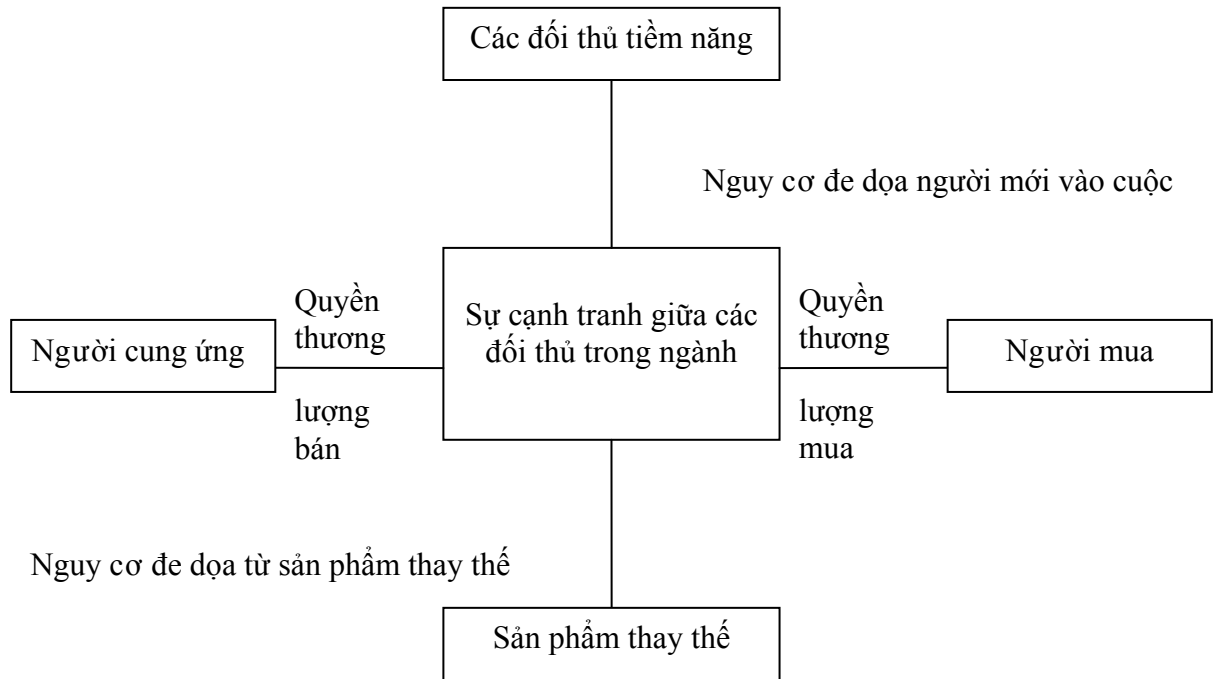 Các đối thủ tiềm năng
Nguy cơ đe dọa người mới vào cuộc
Người cung ứng
Quyền
thương
lượng
bán
Sự cạnh tranh giữa các
đối thủ trong ngành
Quyền
thương
lượng
mua
Người mua
Nguy cơ đe dọa từ sản phẩm thay thế
Sản phẩm thay thế